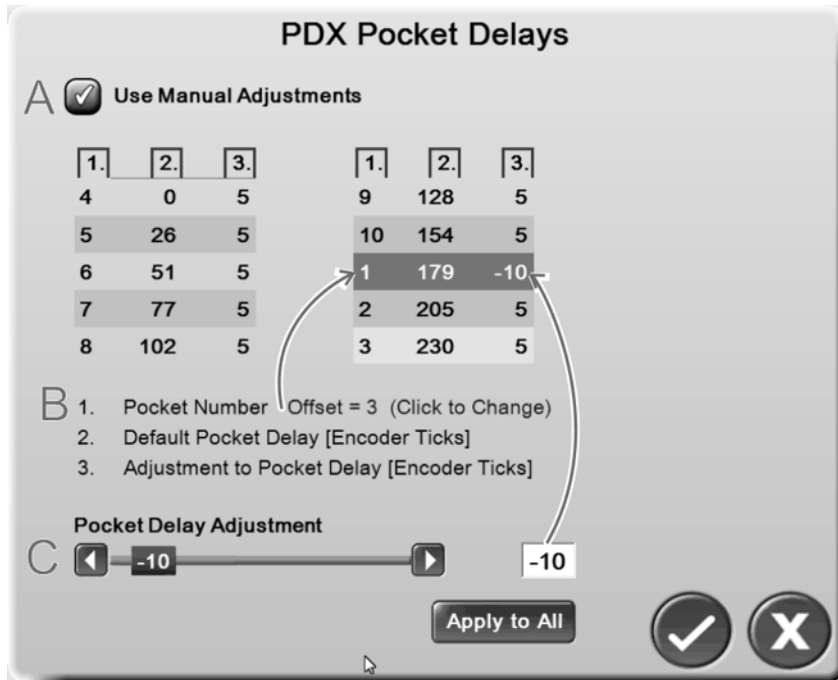 PDX Pocket Delays
A Use Manual Adjustments
1. 2. 3. 1. 2. 3.
4 0 5 9 128 5
5 26 5 10 154 5
6 51 5 1 179 -10
7 77 5 2 205 5
8 102 5 3 230 5
B 1. Pocket Number Offset = 3 (Click to Change)
2. Default Pocket Delay [Encoder Ticks]
3. Adjustment to Pocket Delay [Encoder Ticks]
Pocket Delay Adjustment
C -10 -10
Apply to All